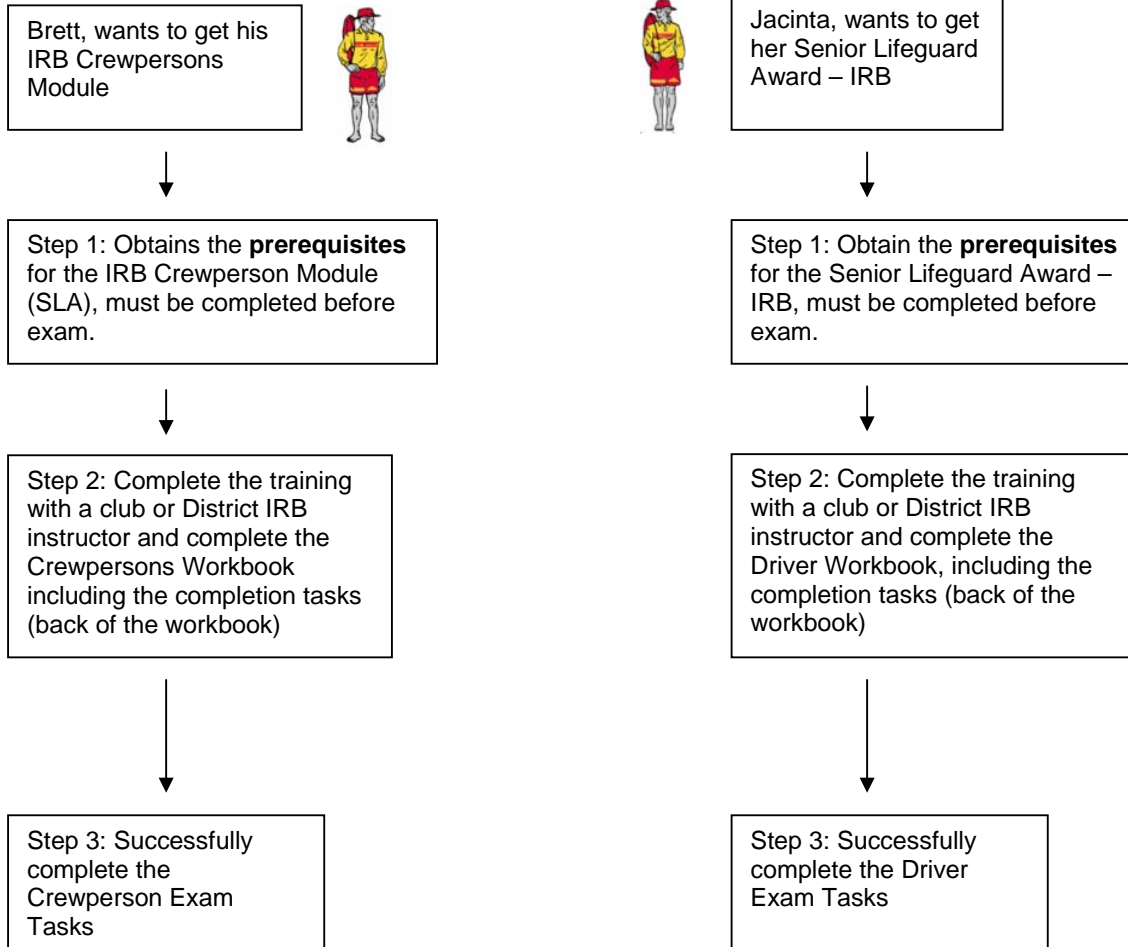 Brett, wants to get his
IRB Crewpersons
Module
Jacinta, wants to get
her Senior Lifeguard
Award – IRB
Step 1: Obtains the prerequisites
for the IRB Crewperson Module
(SLA), must be completed before
exam.
Step 1: Obtain the prerequisites
for the Senior Lifeguard Award –
IRB, must be completed before
exam.
Step 2: Complete the training
with a club or District IRB
instructor and complete the
Crewpersons Workbook
including the completion tasks
(back of the workbook)
Step 2: Complete the training
with a club or District IRB
instructor and complete the
Driver Workbook, including the
completion tasks (back of the
workbook)
Step 3: Successfully
complete the
Crewperson Exam
Tasks
Step 3: Successfully
complete the Driver
Exam Tasks